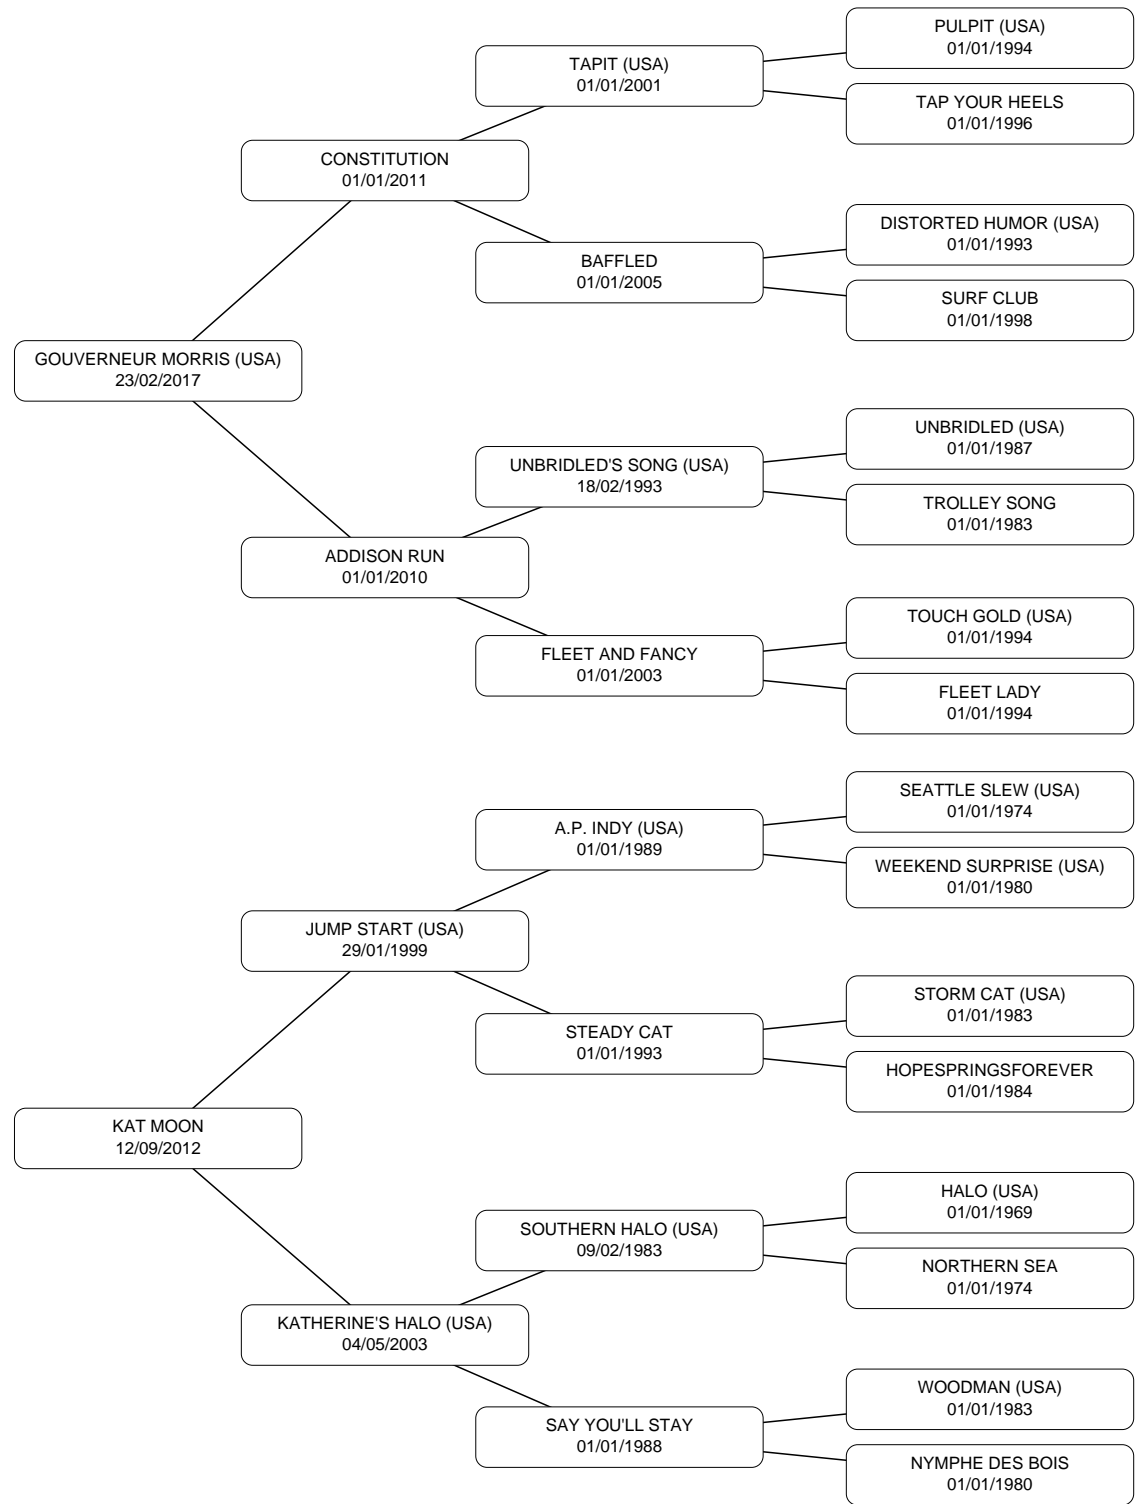 PULPIT (USA)
01/01/1994
TAPIT (USA)
01/01/2001
TAP YOUR HEELS
01/01/1996
CONSTITUTION
01/01/2011
DISTORTED HUMOR (USA)
01/01/1993
BAFFLED
01/01/2005
SURF CLUB
01/01/1998
GOUVERNEUR MORRIS (USA)
23/02/2017
UNBRIDLED (USA)
01/01/1987
UNBRIDLED'S SONG (USA)
18/02/1993
TROLLEY SONG
01/01/1983
ADDISON RUN
01/01/2010
TOUCH GOLD (USA)
01/01/1994
FLEET AND FANCY
01/01/2003
FLEET LADY
01/01/1994
SEATTLE SLEW (USA)
01/01/1974
A.P. INDY (USA)
01/01/1989
WEEKEND SURPRISE (USA)
01/01/1980
JUMP START (USA)
29/01/1999
STORM CAT (USA)
01/01/1983
STEADY CAT
01/01/1993
HOPESPRINGSFOREVER
01/01/1984
KAT MOON
12/09/2012
HALO (USA)
01/01/1969
SOUTHERN HALO (USA)
09/02/1983
NORTHERN SEA
01/01/1974
KATHERINE'S HALO (USA)
04/05/2003
WOODMAN (USA)
01/01/1983
SAY YOU'LL STAY
01/01/1988
NYMPHE DES BOIS
01/01/1980